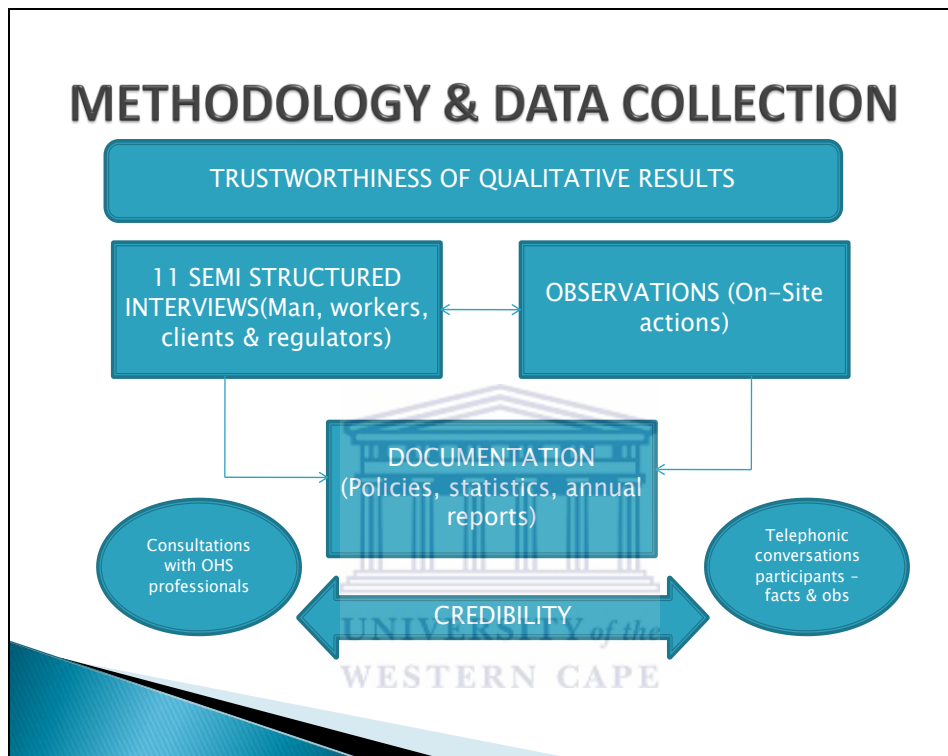 METHODOLOGY & DATA COLLECTION
TRUSTWORTHINESS OF QUALITATIVE RESULTS
11 SEMI STRUCTURED
INTERVIEWS(Man, workers,
clients & regulators)
OBSERVATIONS (On-Site
actions)
DOCUMENTATION
(Policies, statistics, annual
reports)
Consultations
with OHS
professionals
Telephonic
conversations
participants –
facts & obs
CREDIBILITY
UNIVERSITY of the
WESTERN CAPE